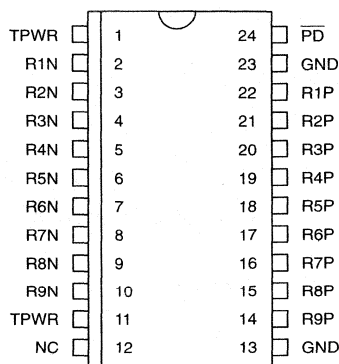 TPWR 1 24 P̅D̅
R1N 2 23 GND
R2N 3 22 R1P
R3N 4 21 R2P
R4N 5 20 R3P
R5N 6 19 R4P
R6N 7 18 R5P
R7N 8 17 R6P
R8N 9 16 R7P
R9N 10 15 R8P
TPWR 11 14 R9P
NC 12 13 GND